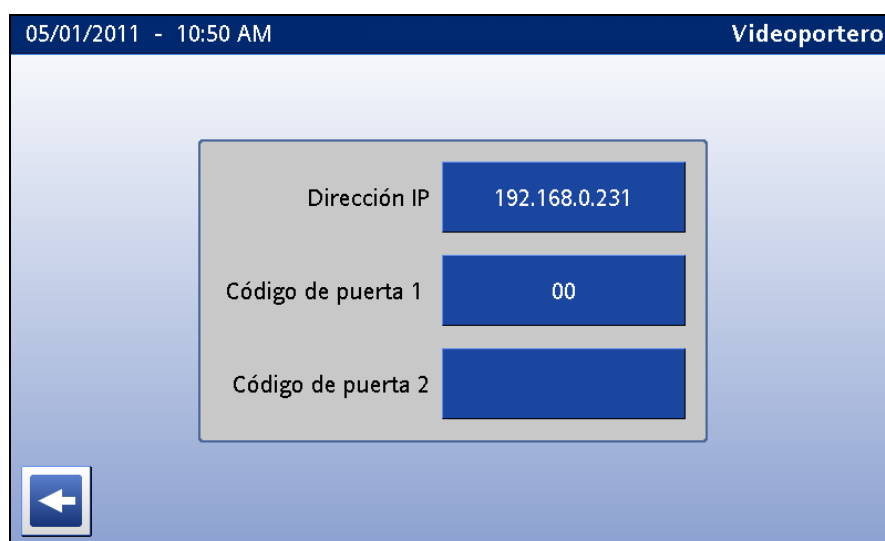 05/01/2011 - 10:50 AM Videoportero
Dirección IP 192.168.0.231
Código de puerta 1 00
Código de puerta 2